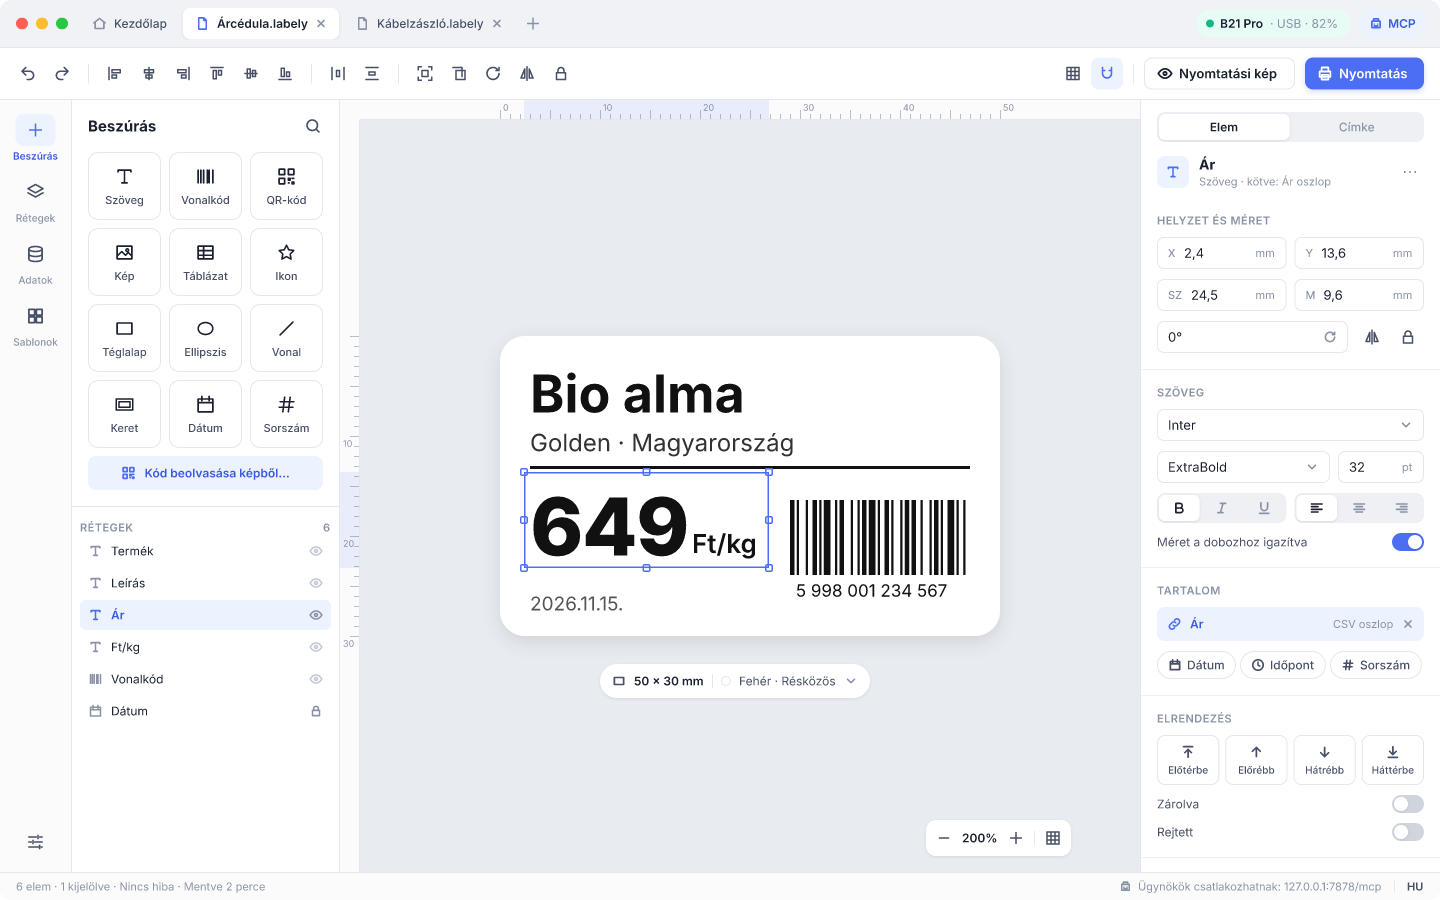 Kezdőlap
Árcédula.labely
Kábelzászló.labely
B21 Pro · USB · 82%
MCP
Nyomtatási kép
Nyomtatás
Beszúrás
Rétegek
Adatok
Sablonok
Beszúrás
Szöveg
Vonalkód
QR-kód
Kép
Táblázat
Ikon
Téglalap
Ellipszis
Vonal
Keret
Dátum
Sorszám
Kód beolvasása képből...
RÉTEGEK 6
Termék
Leírás
Ár
Ft/kg
Vonalkód
Dátum
0 10 20 30 40 50
10
20
30
Bio alma
Golden · Magyarország
649 Ft/kg
5 998 001 234 567
2026.11.15.
50 × 30 mm
Fehér · Résközös
200%
Elem
Címke
Ár
Szöveg · kötve: Ár oszlop
HELYZET ÉS MÉRET
X 2,4 mm
Y 13,6 mm
SZ 24,5 mm
M 9,6 mm
0°
SZÖVEG
Inter
ExtraBold
32 pt
B I U
Méret a dobozhoz igazítva
TARTALOM
Ár
CSV oszlop
Dátum
Időpont
Sorszám
ELRENDEZÉS
Előtérbe
Előrébb
Hátrébb
Háttérbe
Zárolva
Rejtett
6 elem · 1 kijelölve · Nincs hiba · Mentve 2 perce
Ügynökök csatlakozhatnak: 127.0.0.1:7878/mcp
HU